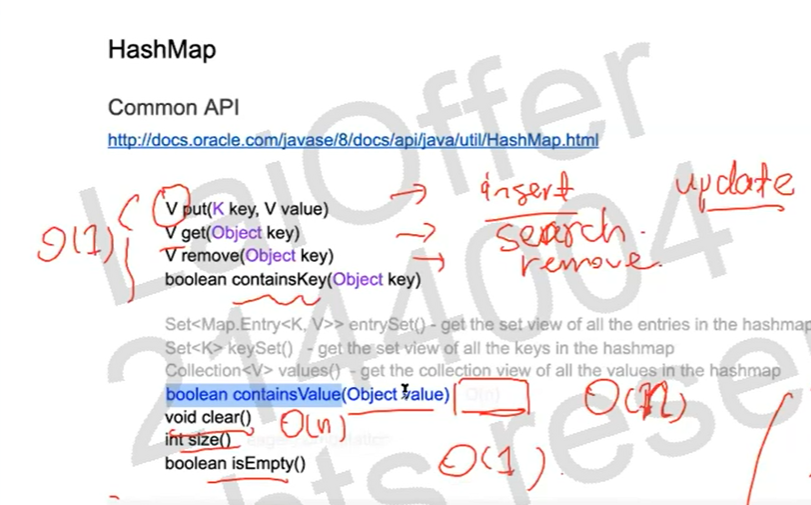 HashMap
Common API
http://docs.oracle.com/javase/8/docs/api/java/util/HashMap.html
V put(K key, V value) → insert update
V get(Object key) → search.
V remove(Object key) → remove.
boolean containsKey(Object key)
O(1)
Set<Map.Entry<K, V>> entrySet() - get the set view of all the entries in the hashmap
Set<K> keySet() - get the set view of all the keys in the hashmap
Collection<V> values() - get the collection view of all the values in the hashmap
boolean containsValue(Object value) O(n) O(n)
void clear() O(n)
int size()
boolean isEmpty() O(1)
LaiOffer
2144004